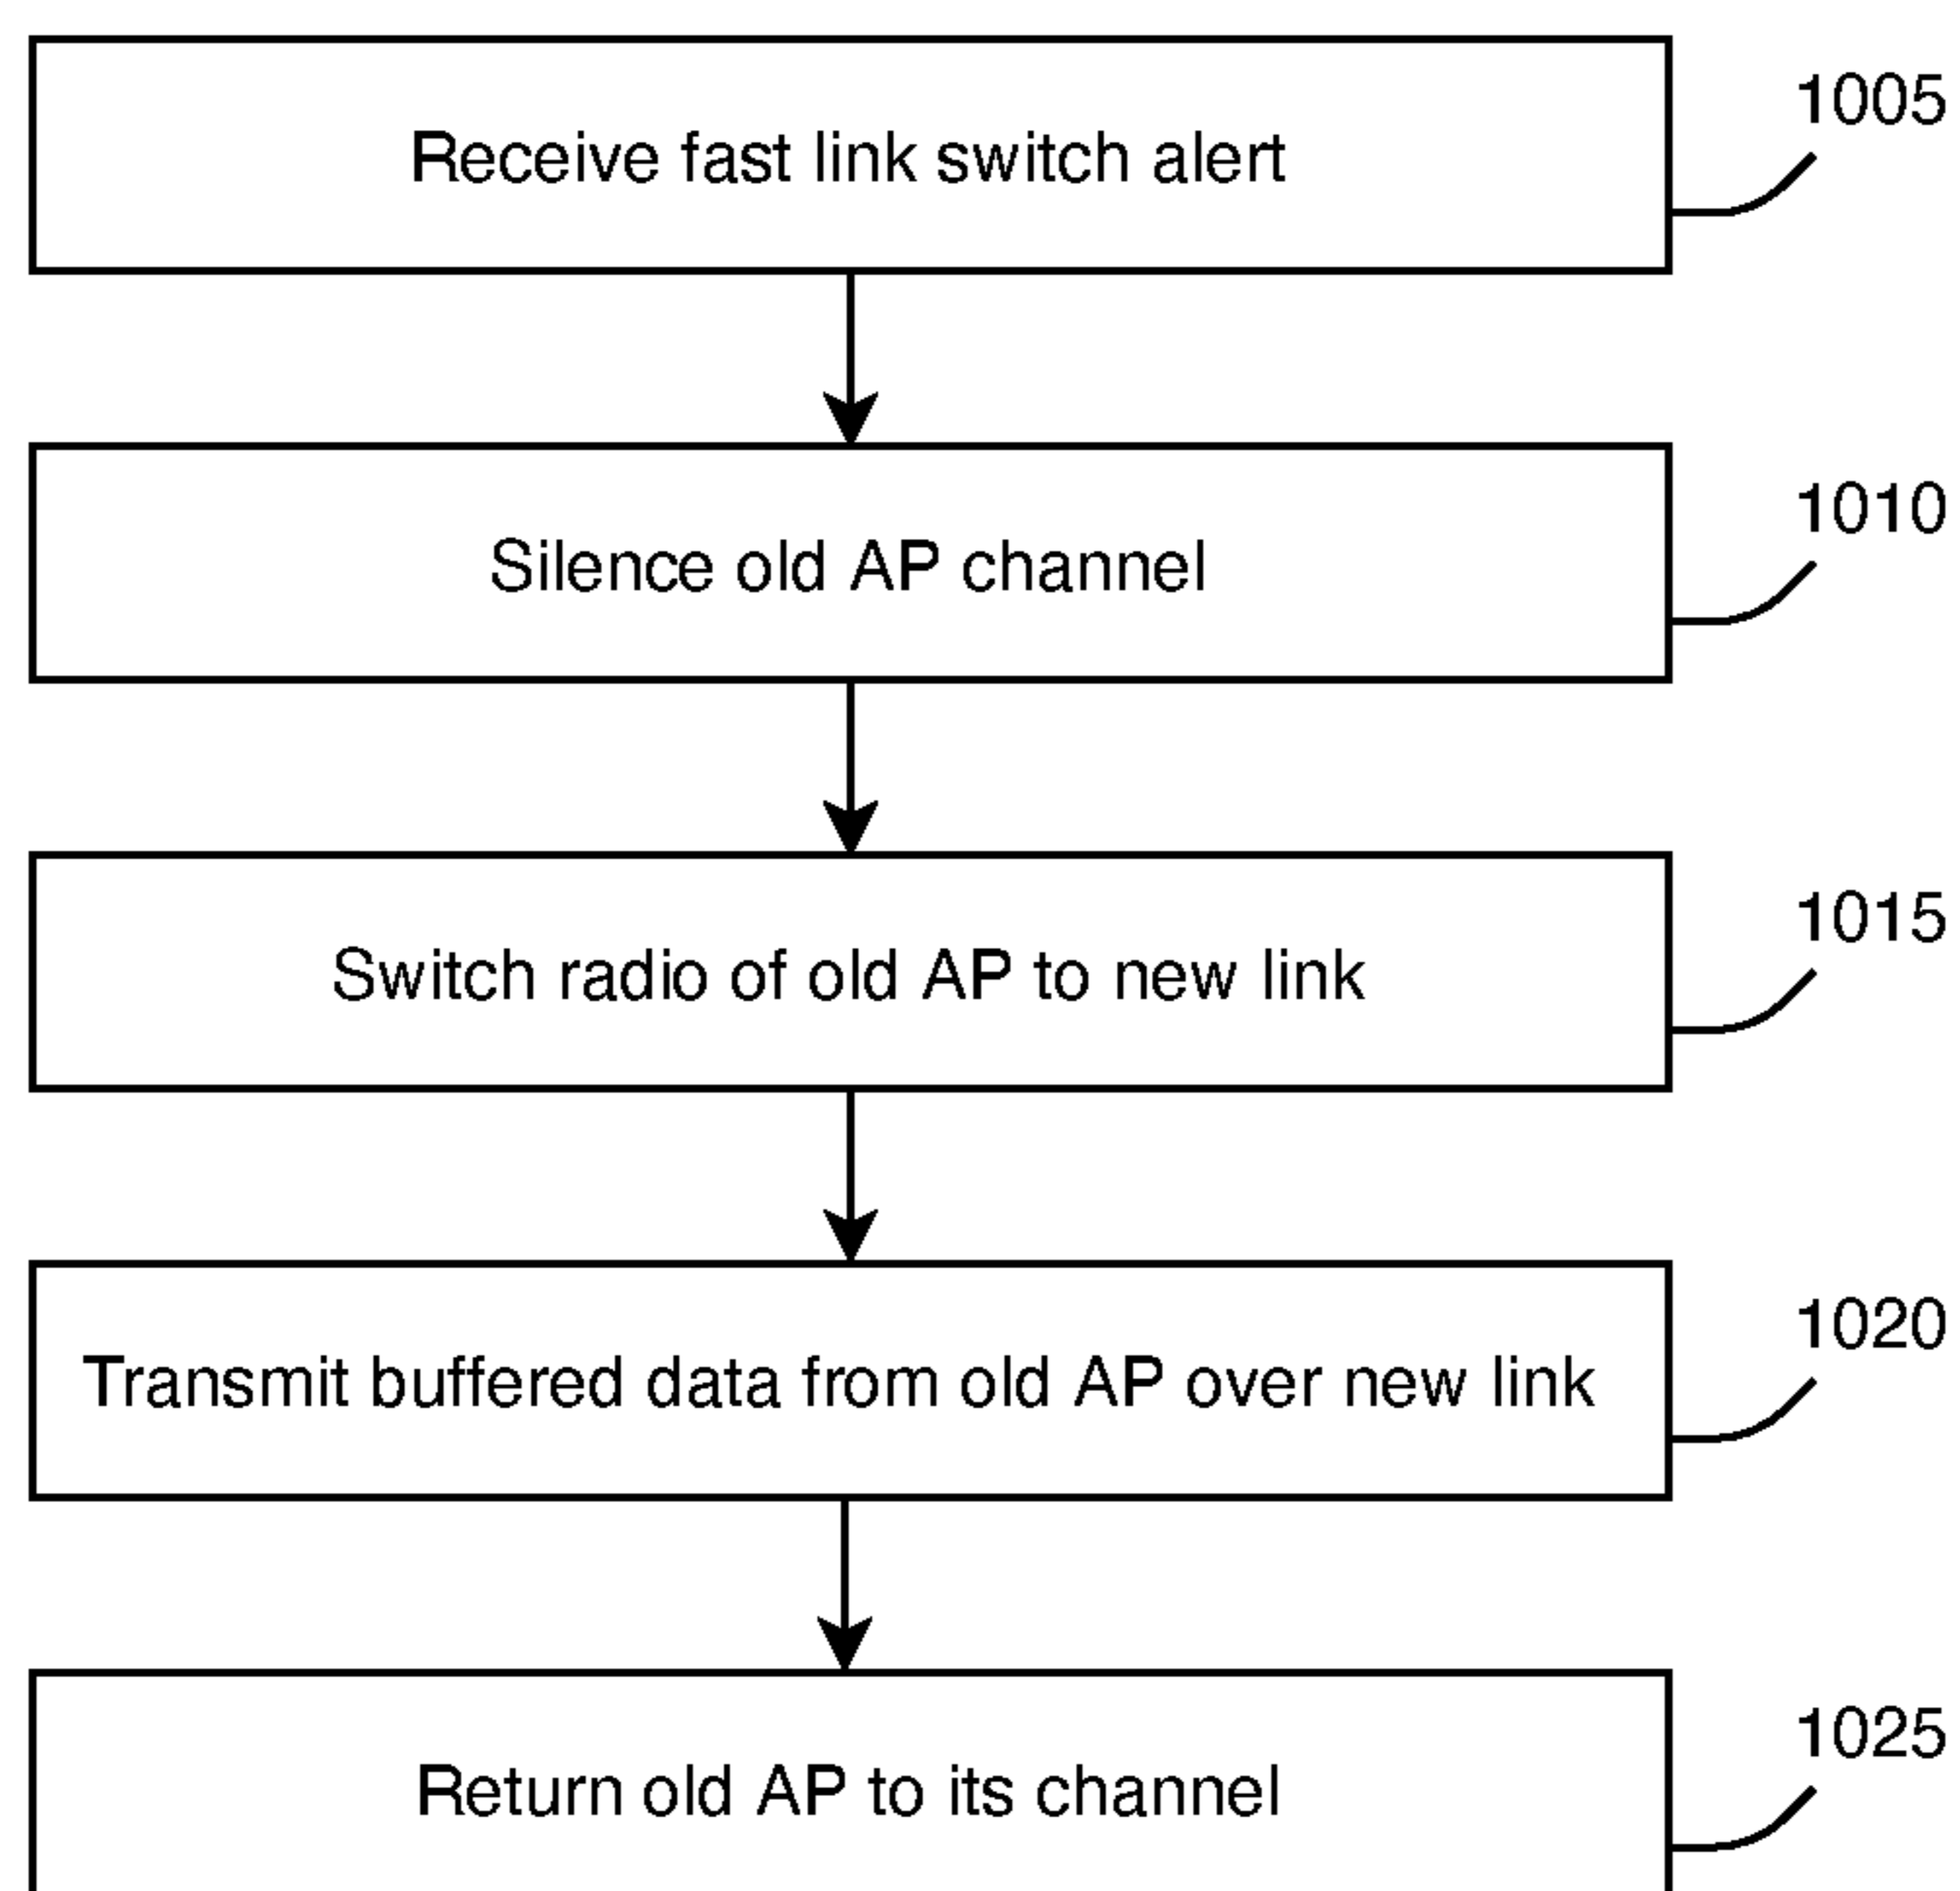 1005
Receive fast link switch alert
1010
Silence old AP channel
1015
Switch radio of old AP to new link
1020
Transmit buffered data from old AP over new link
1025
Return old AP to its channel